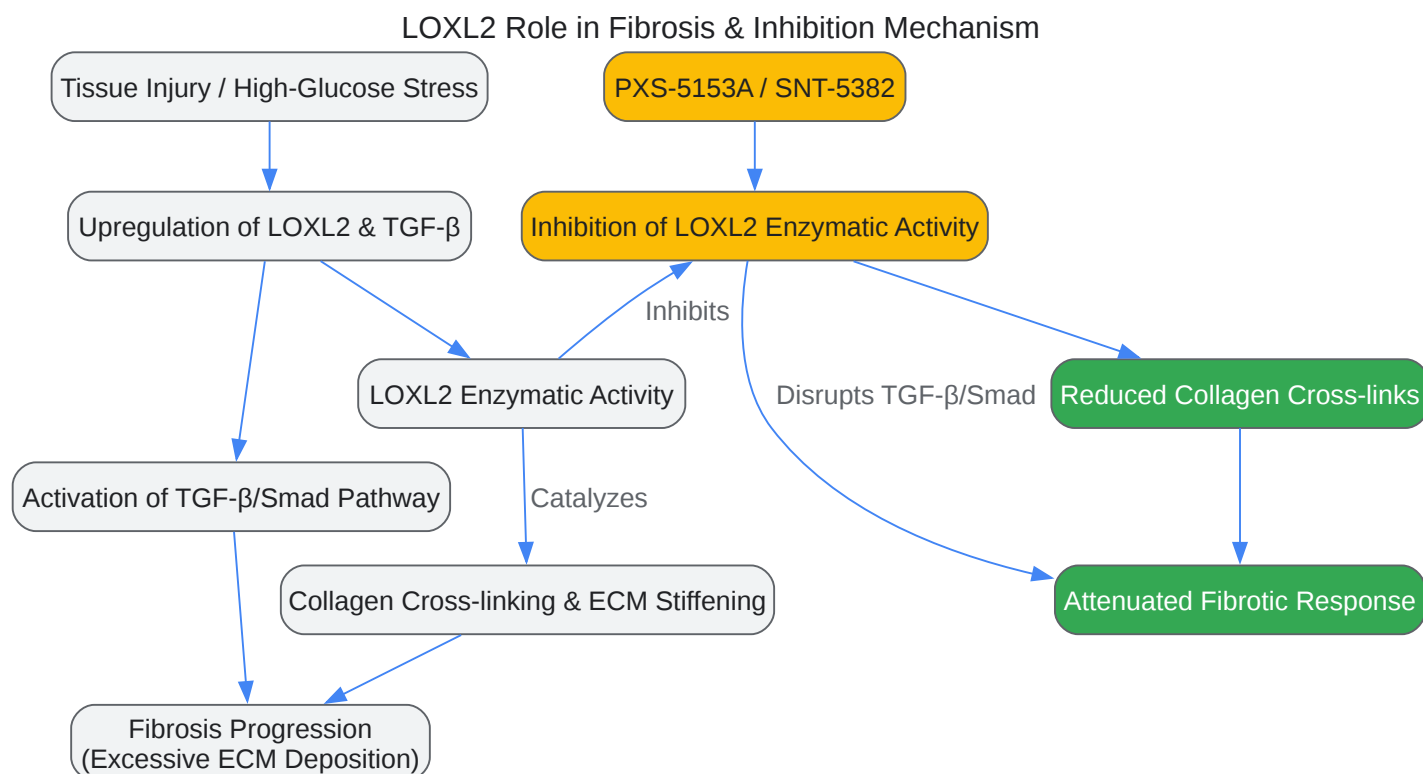 LOXL2 Role in Fibrosis & Inhibition Mechanism
Tissue Injury / High-Glucose Stress
PXS-5153A / SNT-5382
Upregulation of LOXL2 & TGF-β
Inhibition of LOXL2 Enzymatic Activity
Inhibits
LOXL2 Enzymatic Activity
Disrupts TGF-β/Smad
Reduced Collagen Cross-links
Activation of TGF-β/Smad Pathway
Catalyzes
Collagen Cross-linking & ECM Stiffening
Attenuated Fibrotic Response
Fibrosis Progression
(Excessive ECM Deposition)